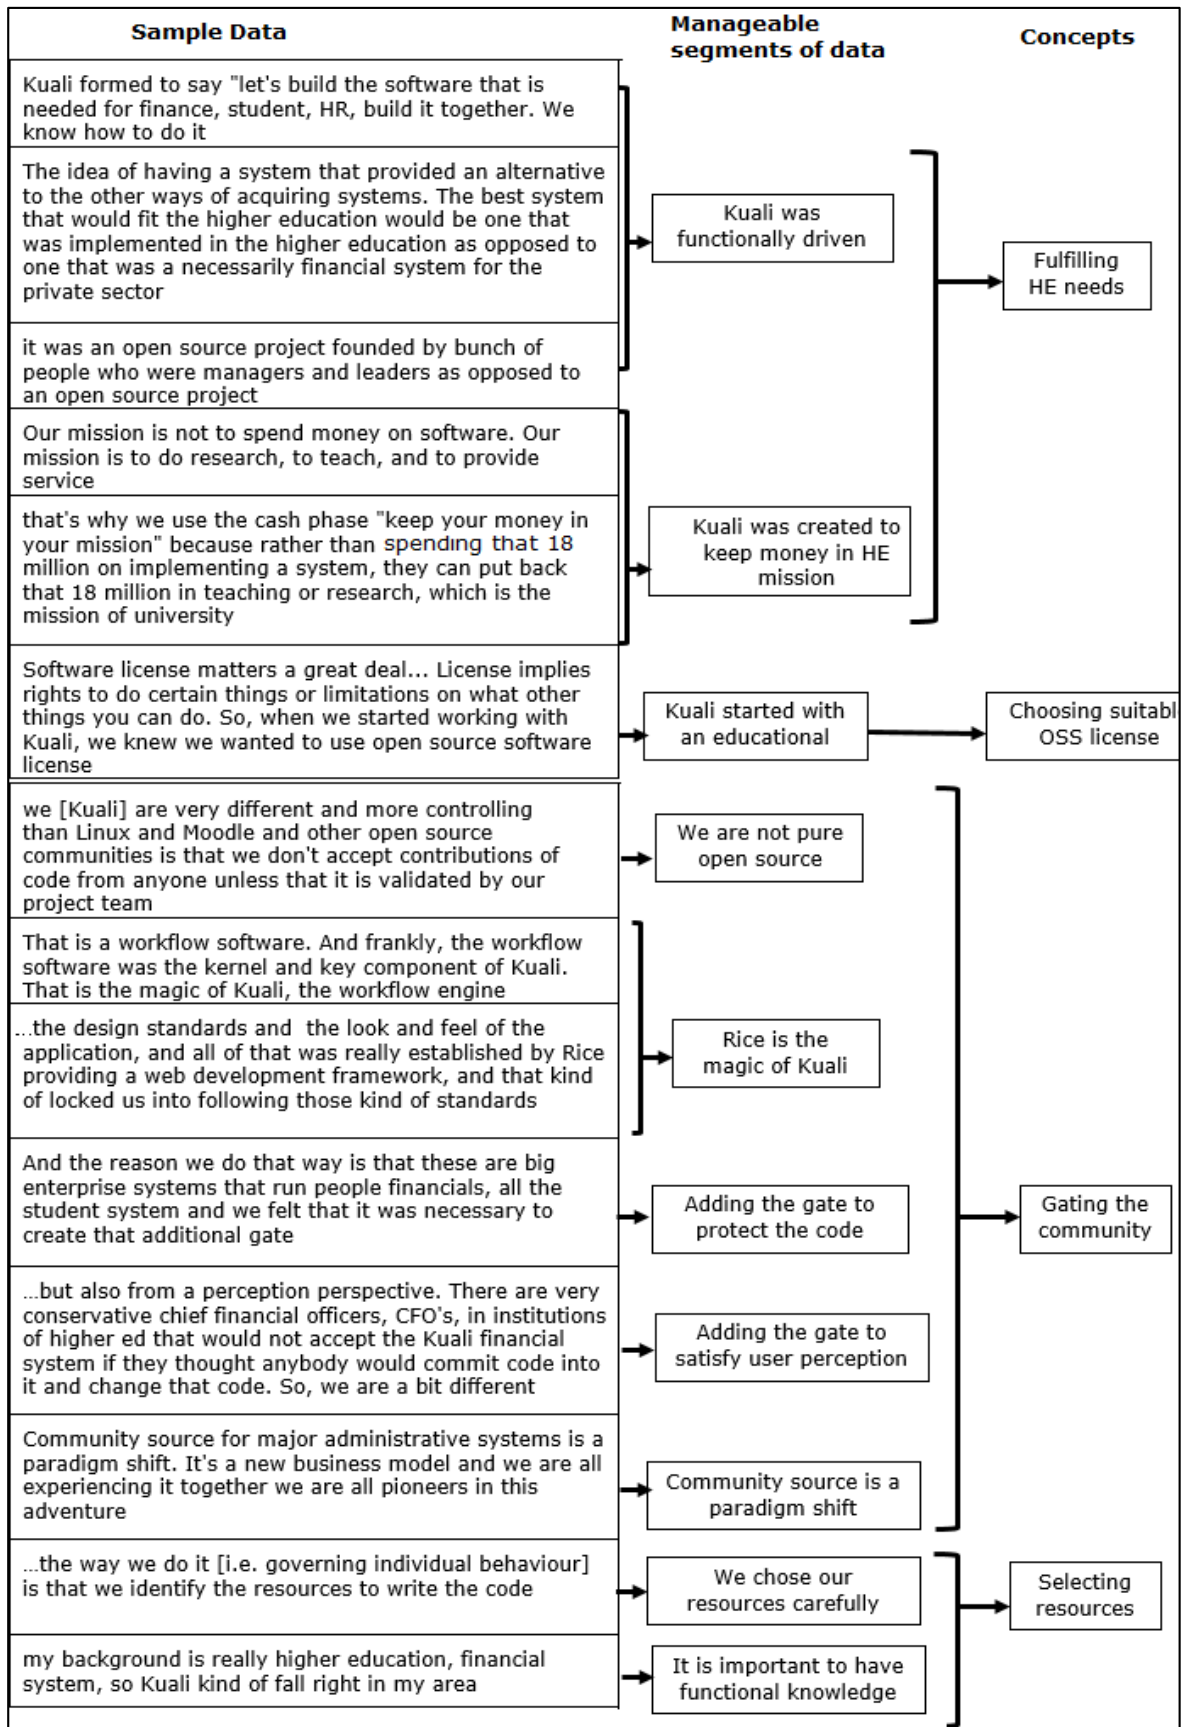 Sample Data
Manageable
segments of data
Concepts
Kuali formed to say "let's build the software that is
needed for finance, student, HR, build it together. We
know how to do it
The idea of having a system that provided an alternative
to the other ways of acquiring systems. The best system
that would fit the higher education would be one that
was implemented in the higher education as opposed to
one that was a necessarily financial system for the
private sector
it was an open source project founded by bunch of
people who were managers and leaders as opposed to
an open source project
Kuali was
functionally driven
Fulfilling
HE needs
Our mission is not to spend money on software. Our
mission is to do research, to teach, and to provide
service
that's why we use the cash phase "keep your money in
your mission" because rather than spending that 18
million on implementing a system, they can put back
that 18 million in teaching or research, which is the
mission of university
Kuali was created to
keep money in HE
mission
Software license matters a great deal... License implies
rights to do certain things or limitations on what other
things you can do. So, when we started working with
Kuali, we knew we wanted to use open source software
license
Kuali started with
an educational
Choosing suitabl
OSS license
we [Kuali] are very different and more controlling
than Linux and Moodle and other open source
communities is that we don't accept contributions of
code from anyone unless that it is validated by our
project team
We are not pure
open source
That is a workflow software. And frankly, the workflow
software was the kernel and key component of Kuali.
That is the magic of Kuali, the workflow engine
...the design standards and the look and feel of the
application, and all of that was really established by Rice
providing a web development framework, and that kind
of locked us into following those kind of standards
Rice is the
magic of Kuali
And the reason we do that way is that these are big
enterprise systems that run people financials, all the
student system and we felt that it was necessary to
create that additional gate
Adding the gate to
protect the code
Gating the
community
...but also from a perception perspective. There are very
conservative chief financial officers, CFO's, in institutions
of higher ed that would not accept the Kuali financial
system if they thought anybody would commit code into
it and change that code. So, we are a bit different
Adding the gate to
satisfy user perception
Community source for major administrative systems is a
paradigm shift. It's a new business model and we are all
experiencing it together we are all pioneers in this
adventure
Community source is a
paradigm shift
...the way we do it [i.e. governing individual behaviour]
is that we identify the resources to write the code
We chose our
resources carefully
Selecting
resources
my background is really higher education, financial
system, so Kuali kind of fall right in my area
It is important to have
functional knowledge